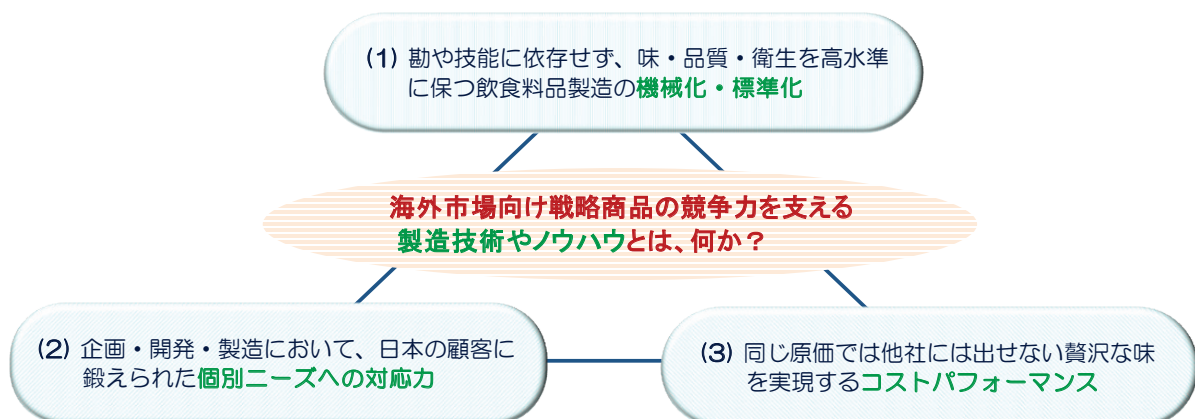 (1) 勘や技能に依存せず、味・品質・衛生を高水準
に保つ飲食料品製造の機械化・標準化
海外市場向け戦略商品の競争力を支える
製造技術やノウハウとは、何か？
(2) 企画・開発・製造において、日本の顧客に
鍛えられた個別ニーズへの対応力
(3) 同じ原価では他社には出せない贅沢な味
を実現するコストパフォーマンス